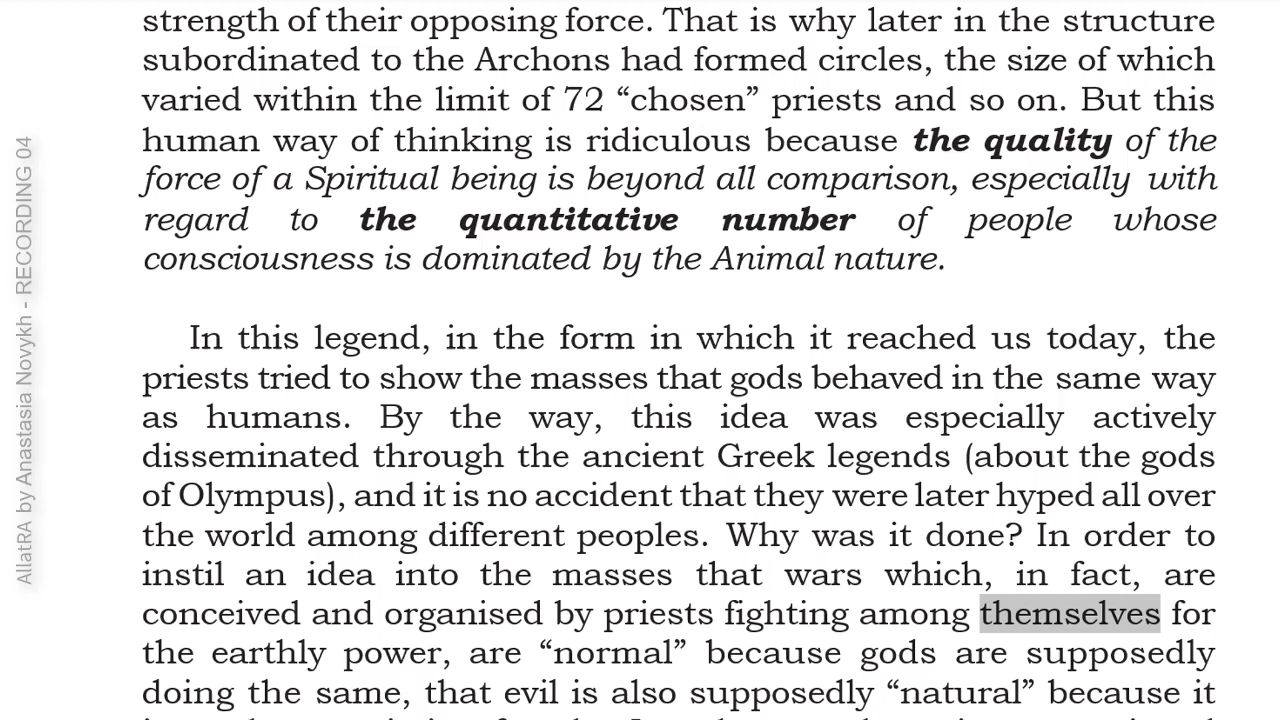 strength of their opposing force. That is why later in the structure
subordinated to the Archons had formed circles, the size of which
varied within the limit of 72 “chosen” priests and so on. But this
human way of thinking is ridiculous because the quality of the
force of a Spiritual being is beyond all comparison, especially with
regard to the quantitative number of people whose
consciousness is dominated by the Animal nature.
In this legend, in the form in which it reached us today, the
priests tried to show the masses that gods behaved in the same way
as humans. By the way, this idea was especially actively
disseminated through the ancient Greek legends (about the gods
of Olympus), and it is no accident that they were later hyped all over
the world among different peoples. Why was it done? In order to
instil an idea into the masses that wars which, in fact, are
conceived and organised by priests fighting among themselves for
the earthly power, are “normal” because gods are supposedly
doing the same, that evil is also supposedly “natural” because it
AllatRA by Anastasia Novykh - RECORDING 04